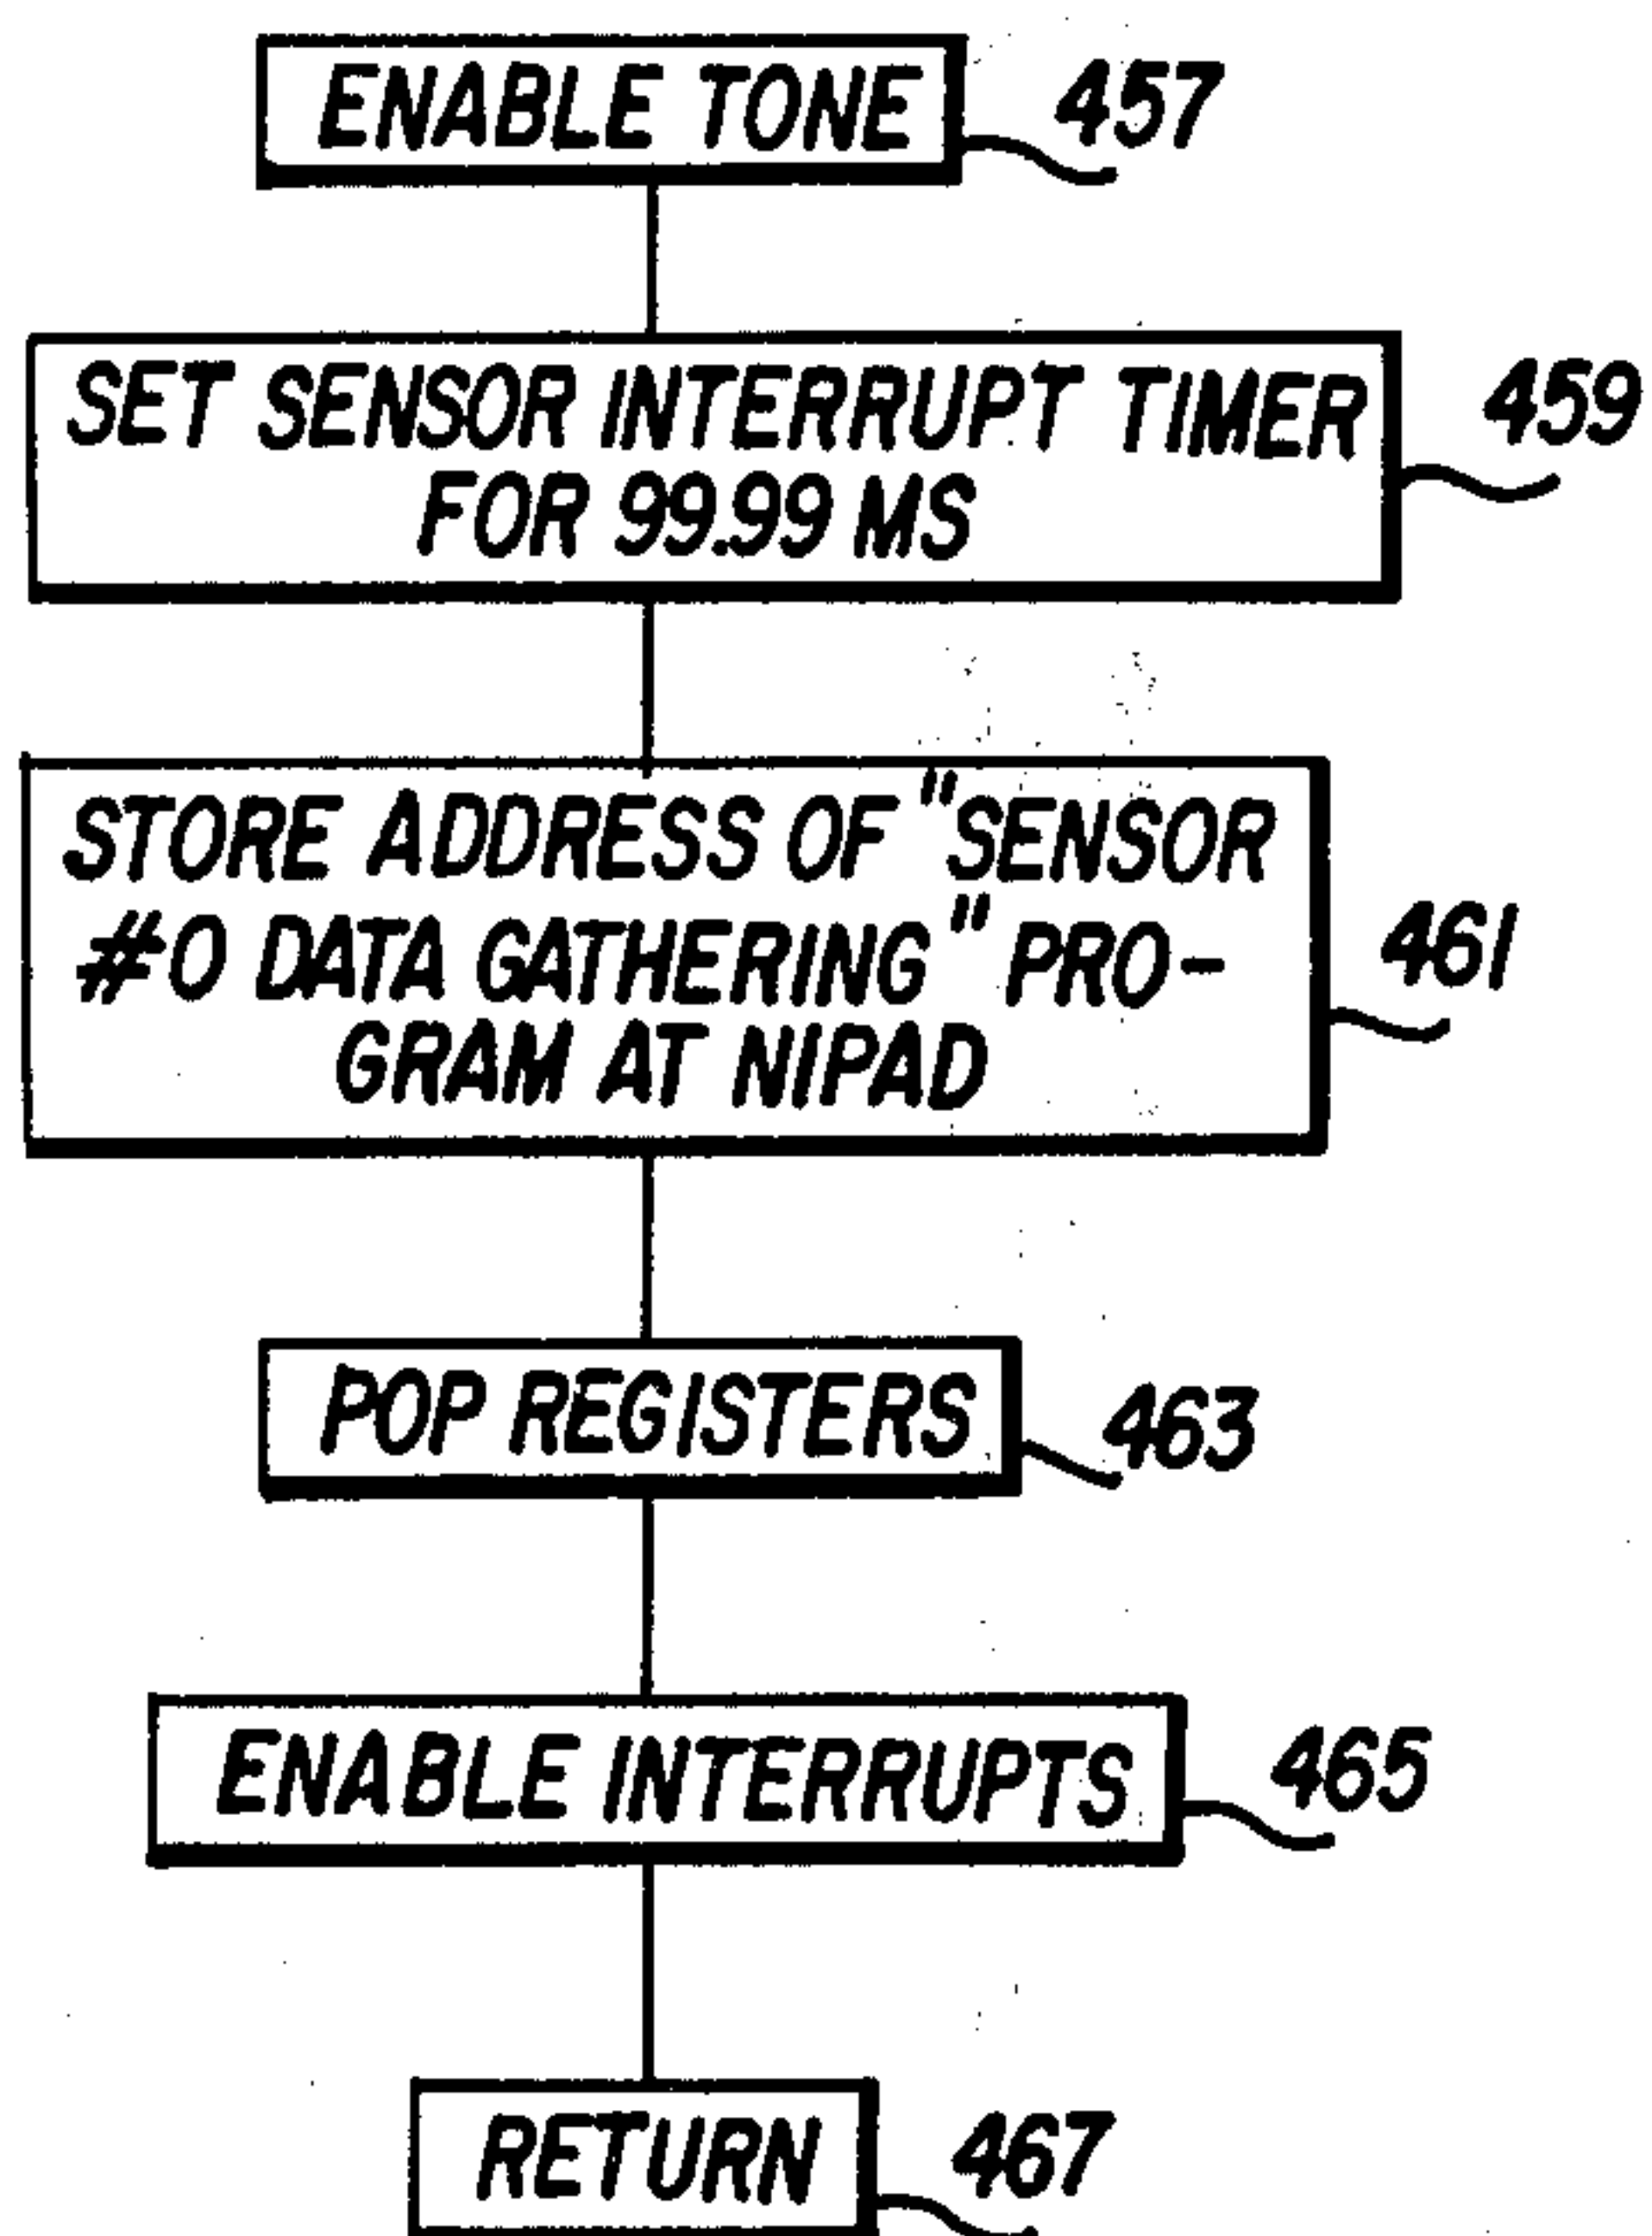 ENABLE TONE
457
SET SENSOR INTERRUPT TIMER
FOR 99.99 MS
459
STORE ADDRESS OF "SENSOR
#0 DATA GATHERING" PRO-
GRAM AT NIPAD
461
POP REGISTERS
463
ENABLE INTERRUPTS
465
RETURN
467